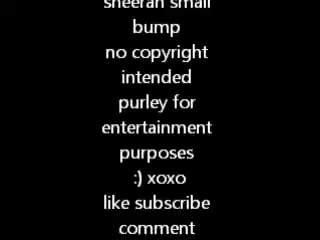 sheeran small
bump
no copyright
intended
purley for
entertainment
purposes
:) xoxo
like subscribe
comment